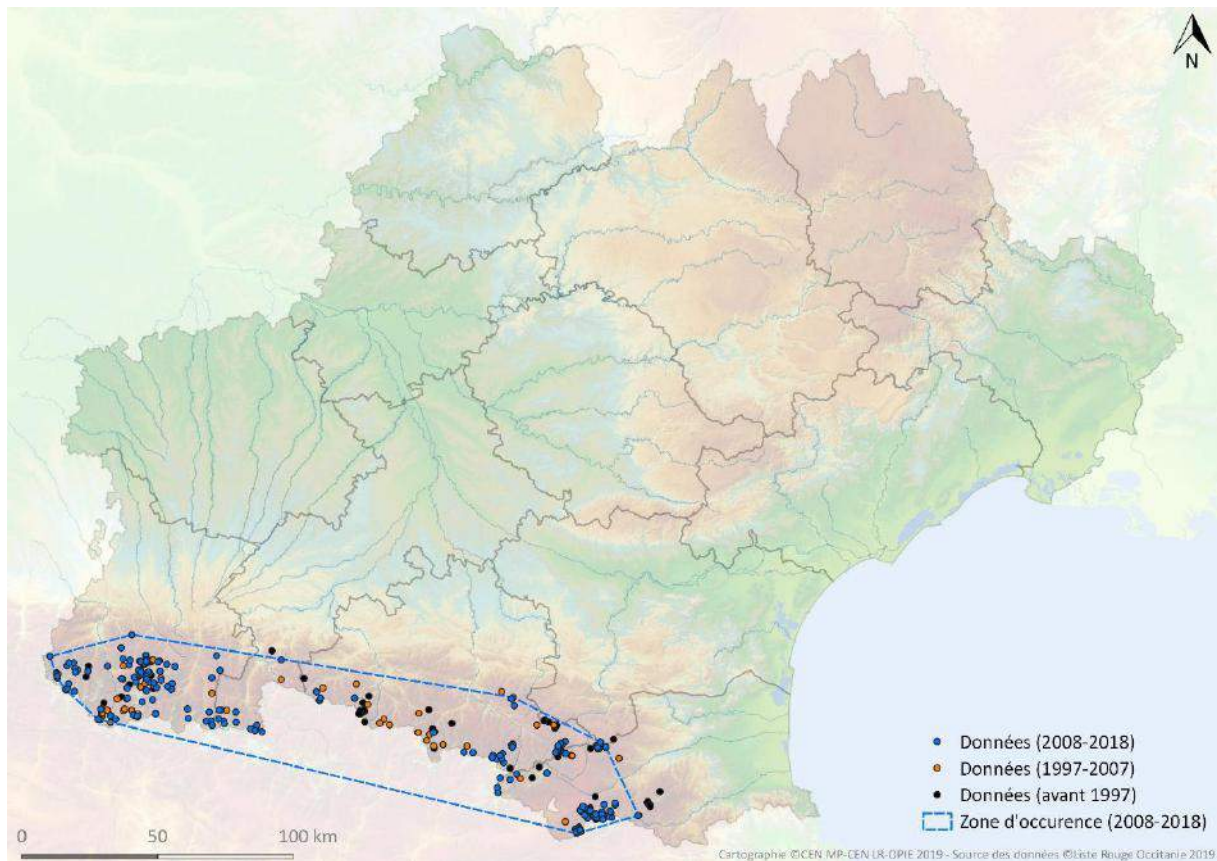 N
Données (2008-2018)
Données (1997-2007)
Données (avant 1997)
Zone d'occurence (2008-2018)
0 50 100 km
Cartographie ©CEN MP-CEN LR-OPIE 2019 - Source des données ©Liste Rouge Occitanie 2019